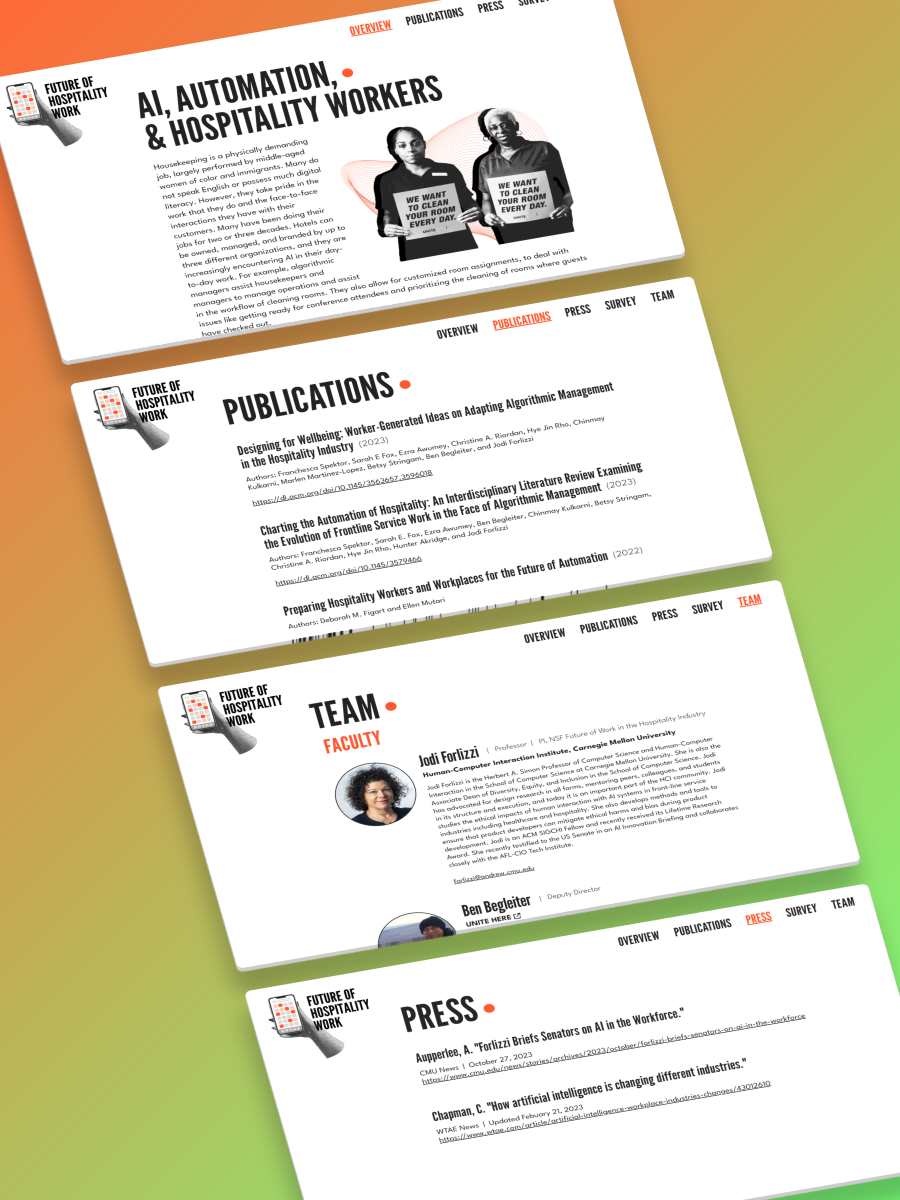 OVERVIEW PUBLICATIONS PRESS SURVEY
FUTURE OF
HOSPITALITY
WORK
AI, AUTOMATION,
& HOSPITALITY WORKERS
Housekeeping is a physically demanding
job, largely performed by middle-aged
women of color and immigrants. Many do
not speak English or possess much digital
literacy. However, they take pride in the
work that they do and the face-to-face
interactions they have with their
customers. Many have been doing their
jobs for two or three decades. Hotels can
be owned, managed, and branded by up to
three different organizations, and they are
increasingly encountering AI in their day-
to-day work. For example, algorithmic
managers assist housekeepers and
managers to manage operations and assist
in the workflow of cleaning rooms. They also allow for customized room assignments, to deal with
issues like getting ready for conference attendees and prioritizing the cleaning of rooms where guests
have checked out.
WE WANT
TO CLEAN
YOUR ROOM
EVERY DAY.
UNITE
WE WANT
TO CLEAN
YOUR ROOM
EVERY DAY.
UNITE
OVERVIEW PUBLICATIONS PRESS SURVEY TEAM
FUTURE OF
HOSPITALITY
WORK
PUBLICATIONS
Designing for Wellbeing: Worker-Generated Ideas on Adapting Algorithmic Management
in the Hospitality Industry (2023)
Authors: Franchesca Spektor, Sarah E Fox, Ezra Awumey, Christine A. Riordan, Hye Jin Rho, Chinmay
Kulkarni, Marlen Martinez-Lopez, Betsy Stringam, Ben Begleiter, and Jodi Forlizzi
https://dl.acm.org/doi/10.1145/3563657.3596018
Charting the Automation of Hospitality: An Interdisciplinary Literature Review Examining
the Evolution of Frontline Service Work in the Face of Algorithmic Management (2023)
Authors: Franchesca Spektor, Sarah E. Fox, Ezra Awumey, Ben Begleiter, Chinmay Kulkarni, Betsy Stringam,
Christine A. Riordan, Hye Jin Rho, Hunter Akridge, and Jodi Forlizzi
https://dl.acm.org/doi/10.1145/3579466
Preparing Hospitality Workers and Workplaces for the Future of Automation (2022)
Authors: Deborah M. Figart and Ellen Mutari
OVERVIEW PUBLICATIONS PRESS SURVEY TEAM
FUTURE OF
HOSPITALITY
WORK
TEAM
FACULTY
Jodi Forlizzi | Professor | PI, NSF Future of Work in the Hospitality Industry
Human-Computer Interaction Institute, Carnegie Mellon University
Jodi Forlizzi is the Herbert A. Simon Professor of Computer Science and Human-Computer
Interaction in the School of Computer Science at Carnegie Mellon University. She is also the
Associate Dean of Diversity, Equity, and Inclusion in the School of Computer Science. Jodi
has advocated for design research in all forms, mentoring peers, colleagues, and students
in its structure and execution, and today it is an important part of the HCI community. Jodi
studies the ethical impacts of human interaction with AI systems in front-line service
industries including healthcare and hospitality. She also develops methods and tools to
ensure that product developers can mitigate ethical harms and bias during product
development. Jodi is an ACM SIGCHI Fellow and recently received its Lifetime Research
Award. She recently testified to the US Senate in an AI Innovation Briefing and collaborates
closely with the AFL-CIO Tech Institute.
forlizzi@andrew.cmu.edu
Ben Begleiter | Deputy Director
UNITE HERE
OVERVIEW PUBLICATIONS PRESS SURVEY TEAM
FUTURE OF
HOSPITALITY
WORK
PRESS
Aupperlee, A. "Forlizzi Briefs Senators on AI in the Workforce."
CMU News | October 27, 2023
https://www.cmu.edu/news/stories/archives/2023/october/forlizzi-briefs-senators-on-ai-in-the-workforce
Chapman, C. "How artificial intelligence is changing different industries."
WTAE News | Updated Febuary 21, 2023
https://www.wtae.com/article/artificial-intelligence-workplace-industries-changes/43012610